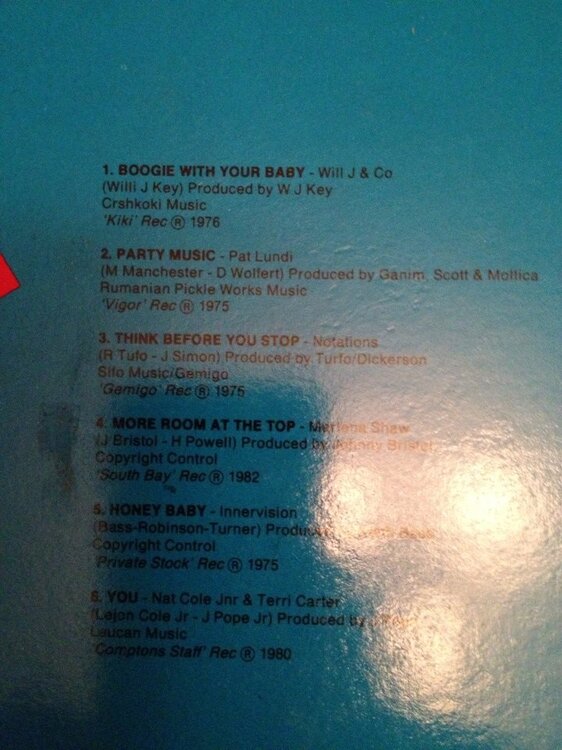 1. BOOGIE WITH YOUR BABY - Will J & Co
(Willi J Key) Produced by W J Key
Crshkoki Music
'Kiki' Rec Ⓡ 1976
2. PARTY MUSIC - Pat Lundi
(M Manchester - D Wolfert) Produced by Ganim, Scott & Mottica
Rumanian Pickle Works Music
'Vigor' Rec Ⓡ 1975
3. THINK BEFORE YOU STOP - Notations
(R Tufo - J Simon) Produced by Turfo/Dickerson
Silo Music/Gemigo
'Gemigo' Rec Ⓡ 1975
4. MORE ROOM AT THE TOP - Marlena Shaw
(J Bristol - H Powell) Produced by Johnny Bristol
Copyright Control
'South Bay' Rec Ⓡ 1982
5. HONEY BABY - Innervision
(Bass-Robinson-Turner)
Copyright Control
'Private Stock' Rec Ⓡ 1975
6. YOU - Nat Cole Jnr & Terri Carter
(Lejon Cole Jr - J Pope Jr) Produced by
Laucan Music
'Comptons Staff' Rec Ⓡ 1980